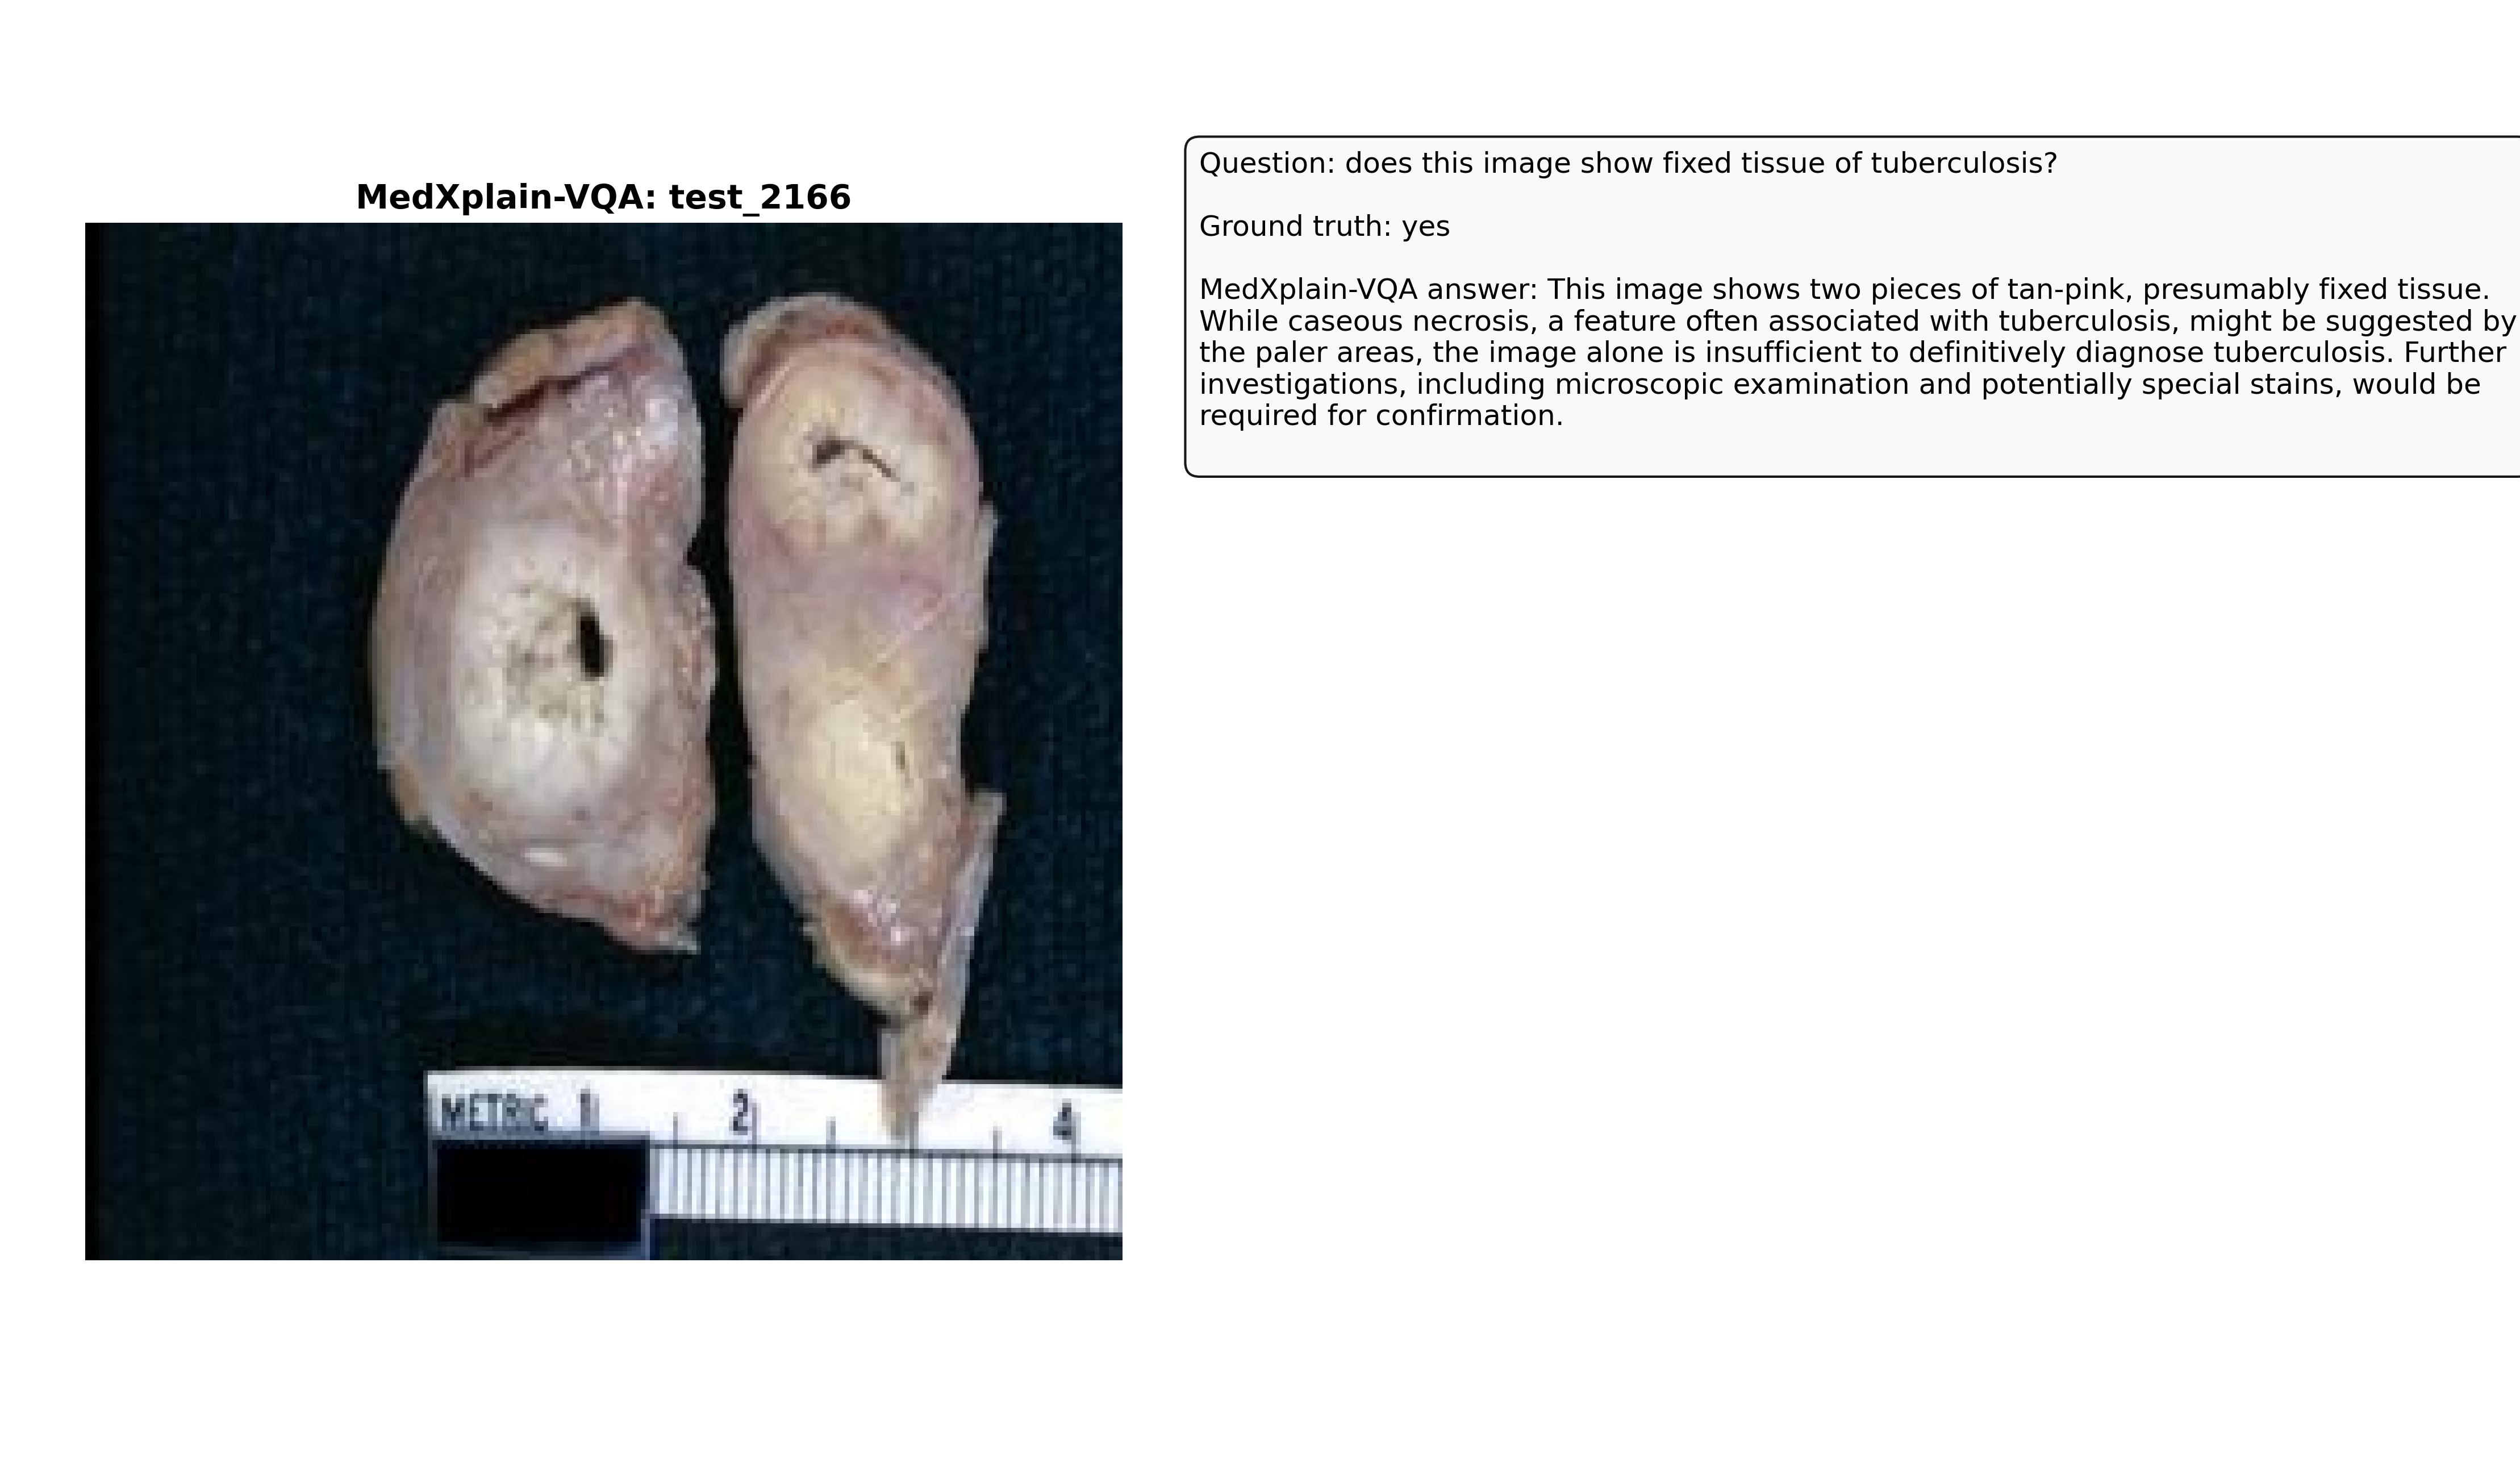 MedXplain-VQA: test_2166
Question: does this image show fixed tissue of tuberculosis?
Ground truth: yes
MedXplain-VQA answer: This image shows two pieces of tan-pink, presumably fixed tissue.
While caseous necrosis, a feature often associated with tuberculosis, might be suggested by
the paler areas, the image alone is insufficient to definitively diagnose tuberculosis. Further
investigations, including microscopic examination and potentially special stains, would be
required for confirmation.
METRIC 1 2 4